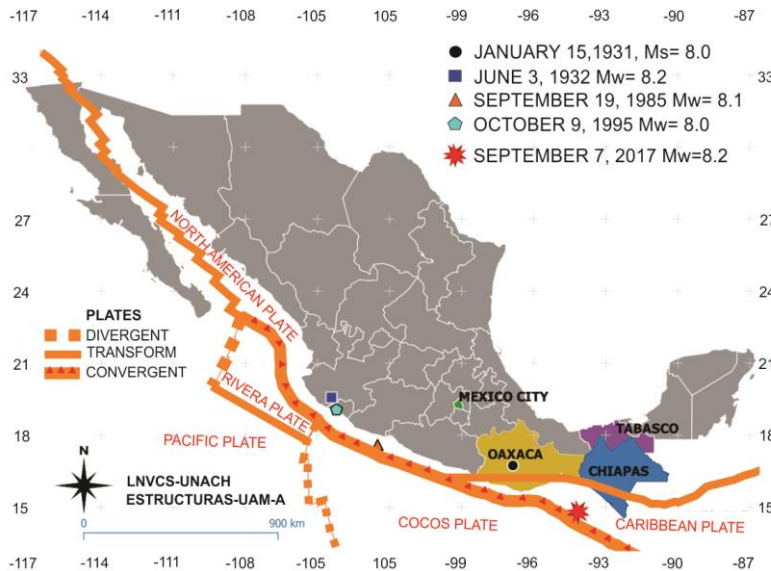 -117 -114 -111 -108 -105 -102 -99 -96 -93 -90 -87
JANUARY 15,1931, Ms= 8.0
JUNE 3, 1932 Mw= 8.2
SEPTEMBER 19, 1985 Mw= 8.1
OCTOBER 9, 1995 Mw= 8.0
SEPTEMBER 7, 2017 Mw=8.2
33
27 27
24 24
21 21
18 18
15 15
NORTH AMERICAN PLATE
PLATES
DIVERGENT
TRANSFORM
CONVERGENT
RIVERA PLATE
PACIFIC PLATE
MEXICO CITY
TABASCO
OAXACA
CHIAPAS
N
LNVCS-UNACH
ESTRUCTURAS-UAM-A
0 900 km
COCOS PLATE
CARIBBEAN PLATE
-117 -114 -111 -108 -105 -102 -99 -96 -93 -90 -87